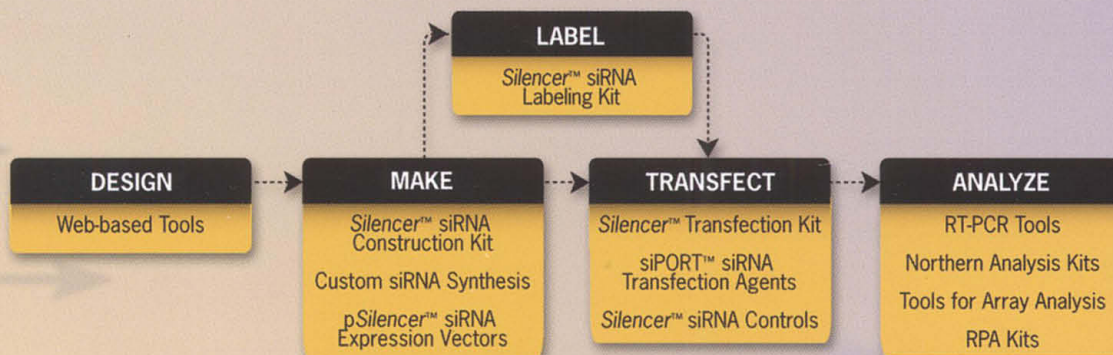 LABEL
Silencer™ siRNA
Labeling Kit
DESIGN
Web-based Tools
MAKE
Silencer™ siRNA
Construction Kit
Custom siRNA Synthesis
pSilencer™ siRNA
Expression Vectors
TRANSFECT
Silencer™ Transfection Kit
siPORT™ siRNA
Transfection Agents
Silencer™ siRNA Controls
ANALYZE
RT-PCR Tools
Northern Analysis Kits
Tools for Array Analysis
RPA Kits